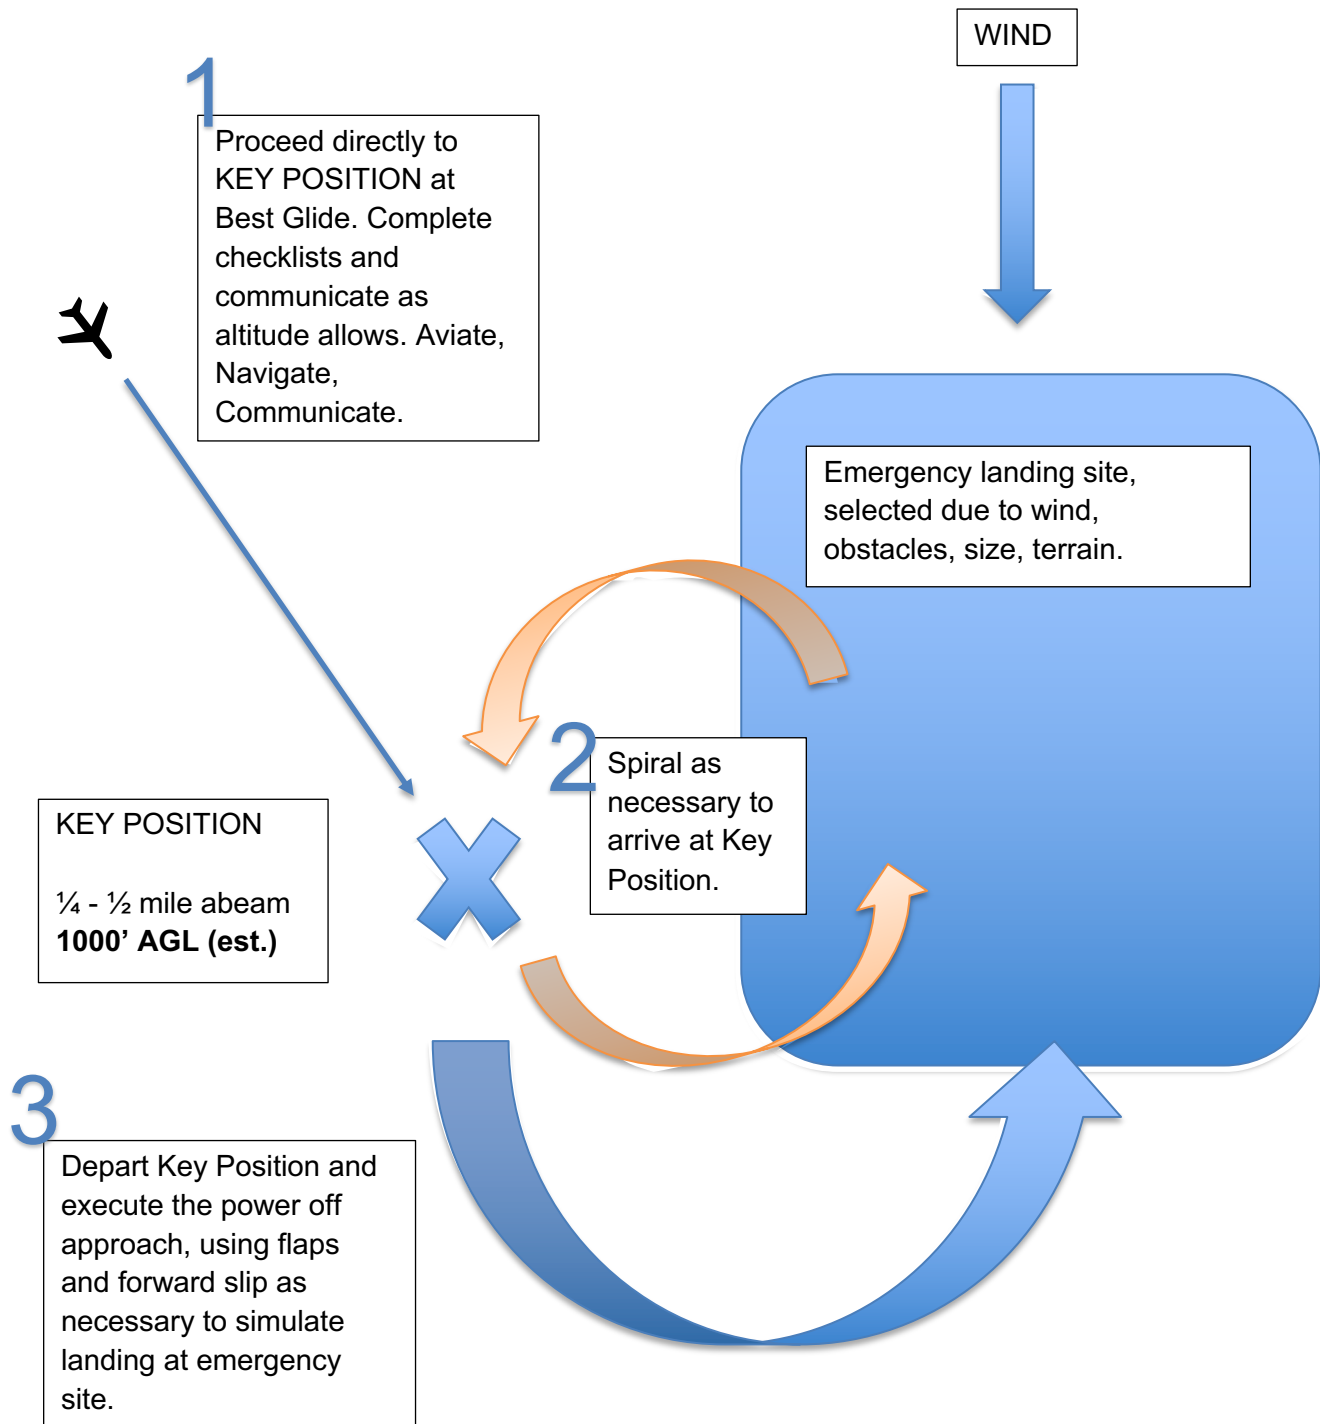 WIND
1
Proceed directly to
KEY POSITION at
Best Glide. Complete
checklists and
communicate as
altitude allows. Aviate,
Navigate,
Communicate.
Emergency landing site,
selected due to wind,
obstacles, size, terrain.
2
Spiral as
necessary to
arrive at Key
Position.
KEY POSITION
¼ - ½ mile abeam
1000’ AGL (est.)
3
Depart Key Position and
execute the power off
approach, using flaps
and forward slip as
necessary to simulate
landing at emergency
site.